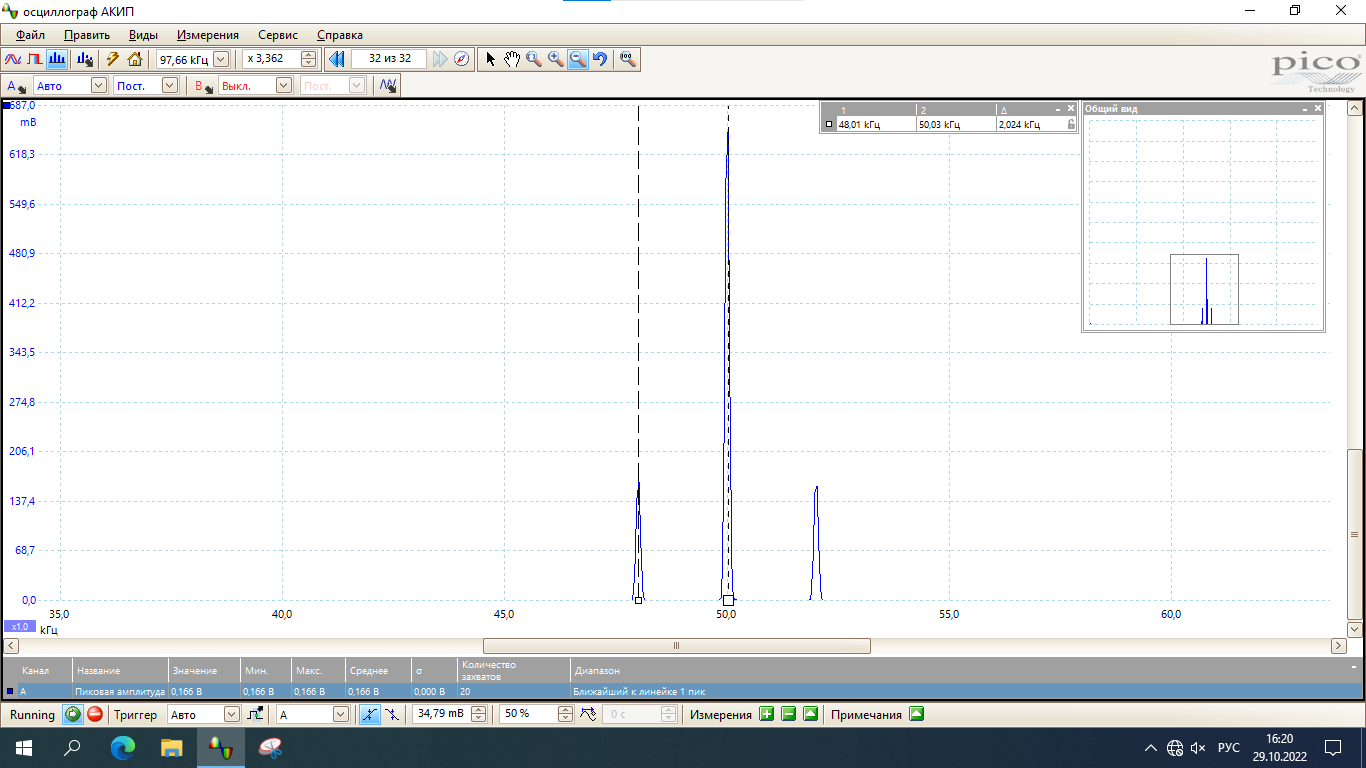 осциллограф АКИП
Файл Править Виды Измерения Сервис Справка
97,66 кГц x 3,362 32 из 32
pico
Technology
A Авто Пост. B Выкл. Пост.
687,0
mB
618,3
549,6
480,9
412,2
343,5
274,8
206,1
137,4
68,7
0,0
1 2 Δ
48,01 кГц 50,03 кГц 2,024 кГц
Общий вид
35,0 40,0 45,0 50,0 55,0 60,0
x1,0 кГц
Канал Название Значение Мин. Макс. Среднее σ Количество захватов Диапазон
A Пиковая амплитуда 0,166 В 0,166 В 0,166 В 0,166 В 0,000 В 20 Ближайший к линейке 1 пик
Running Триггер Авто A 34,79 mB 50 % 0 с Измерения Примечания
РУС
16:20
29.10.2022